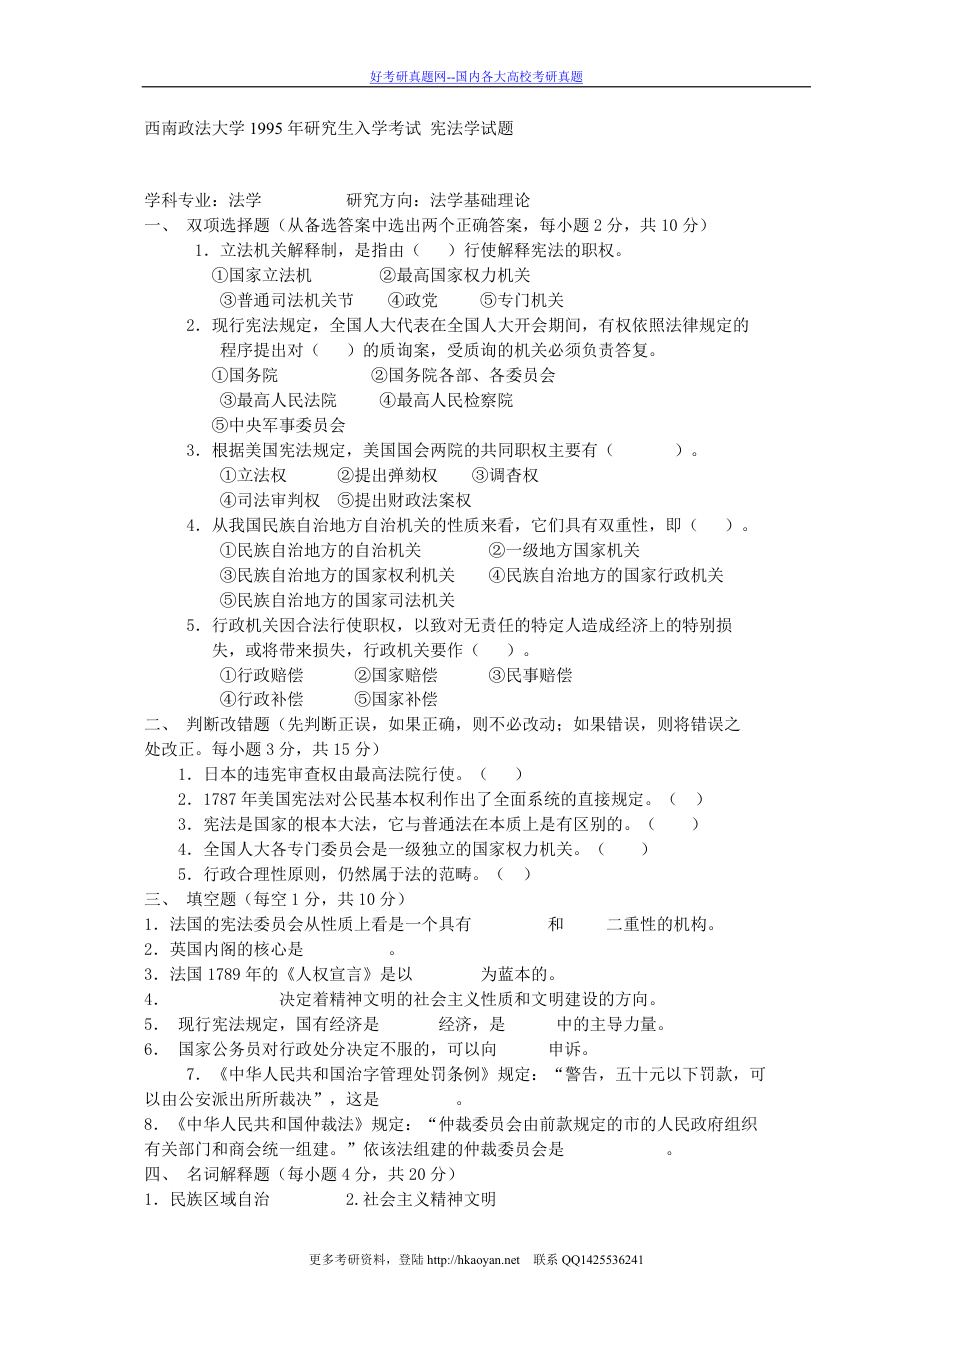 好考研真题网--国内各大高校考研真题
西南政法大学 1995 年研究生入学考试 宪法学试题
学科专业：法学 研究方向：法学基础理论
一、 双项选择题（从备选答案中选出两个正确答案，每小题 2 分，共 10 分）
1．立法机关解释制，是指由（ ）行使解释宪法的职权。
①国家立法机 ②最高国家权力机关
③普通司法机关节 ④政党 ⑤专门机关
2．现行宪法规定，全国人大代表在全国人大开会期间，有权依照法律规定的
程序提出对（ ）的质询案，受质询的机关必须负责答复。
①国务院 ②国务院各部、各委员会
③最高人民法院 ④最高人民检察院
⑤中央军事委员会
3．根据美国宪法规定，美国国会两院的共同职权主要有（ ）。
①立法权 ②提出弹劾权 ③调杳权
④司法审判权 ⑤提出财政法案权
4．从我国民族自治地方自治机关的性质来看，它们具有双重性，即（ ）。
①民族自治地方的自治机关 ②一级地方国家机关
③民族自治地方的国家权利机关 ④民族自治地方的国家行政机关
⑤民族自治地方的国家司法机关
5．行政机关因合法行使职权，以致对无责任的特定人造成经济上的特别损
失，或将带来损失，行政机关要作（ ）。
①行政赔偿 ②国家赔偿 ③民事赔偿
④行政补偿 ⑤国家补偿
二、 判断改错题（先判断正误，如果正确，则不必改动；如果错误，则将错误之
处改正。每小题 3 分，共 15 分）
1．日本的违宪审查权由最高法院行使。（ ）
2．1787 年美国宪法对公民基本权利作出了全面系统的直接规定。（ ）
3．宪法是国家的根本大法，它与普通法在本质上是有区别的。（ ）
4．全国人大各专门委员会是一级独立的国家权力机关。（ ）
5．行政合理性原则，仍然属于法的范畴。（ ）
三、 填空题（每空 1 分，共 10 分）
1．法国的宪法委员会从性质上看是一个具有 和 二重性的机构。
2．英国内阁的核心是 。
3．法国 1789 年的《人权宣言》是以 为蓝本的。
4． 决定着精神文明的社会主义性质和文明建设的方向。
5． 现行宪法规定，国有经济是 经济，是 中的主导力量。
6． 国家公务员对行政处分决定不服的，可以向 申诉。
7．《中华人民共和国治字管理处罚条例》规定：“警告，五十元以下罚款，可
以由公安派出所所裁决”，这是 。
8．《中华人民共和国仲裁法》规定：“仲裁委员会由前款规定的市的人民政府组织
有关部门和商会统一组建。”依该法组建的仲裁委员会是 。
四、 名词解释题（每小题 4 分，共 20 分）
1．民族区域自治 2.社会主义精神文明
更多考研资料，登陆 http://hkaoyan.net 联系 QQ1425536241